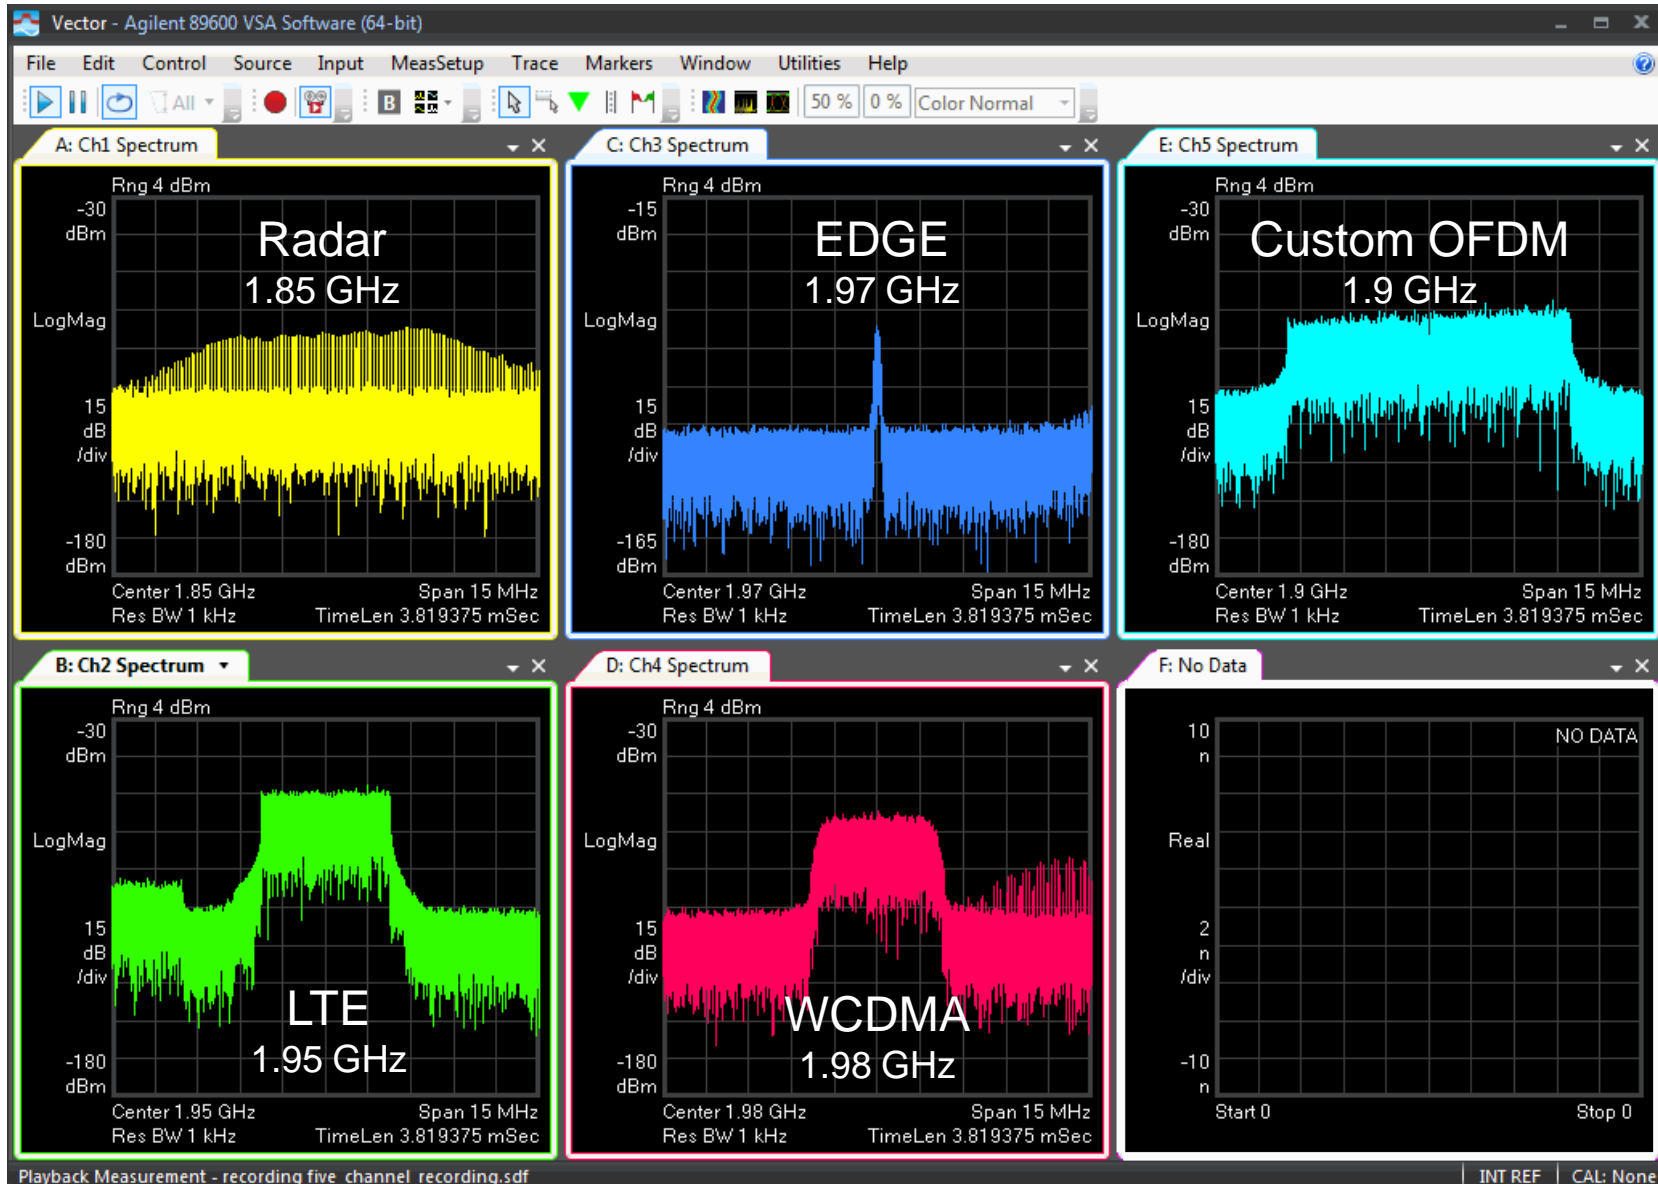 Vector - Agilent 89600 VSA Software (64-bit)
File Edit Control Source Input MeasSetup Trace Markers Window Utilities Help
All B 50 % 0 % Color Normal
A: Ch1 Spectrum
Rng 4 dBm
-30
dBm
Radar
1.85 GHz
LogMag
15
dB
/div
-180
dBm
Center 1.85 GHz Span 15 MHz
Res BW 1 kHz TimeLen 3.819375 mSec
C: Ch3 Spectrum
Rng 4 dBm
-15
dBm
EDGE
1.97 GHz
LogMag
15
dB
/div
-165
dBm
Center 1.97 GHz Span 15 MHz
Res BW 1 kHz TimeLen 3.819375 mSec
E: Ch5 Spectrum
Rng 4 dBm
-30
dBm
Custom OFDM
1.9 GHz
LogMag
15
dB
/div
-180
dBm
Center 1.9 GHz Span 15 MHz
Res BW 1 kHz TimeLen 3.819375 mSec
B: Ch2 Spectrum
Rng 4 dBm
-30
dBm
LogMag
15
dB
/div
LTE
1.95 GHz
-180
dBm
Center 1.95 GHz Span 15 MHz
Res BW 1 kHz TimeLen 3.819375 mSec
D: Ch4 Spectrum
Rng 4 dBm
-30
dBm
LogMag
15
dB
/div
WCDMA
1.98 GHz
-180
dBm
Center 1.98 GHz Span 15 MHz
Res BW 1 kHz TimeLen 3.819375 mSec
F: No Data
10
n
NO DATA
Real
2
n
/div
-10
n
Start 0 Stop 0
Playback Measurement - recording five_channel_recording.sdf INT REF CAL: None